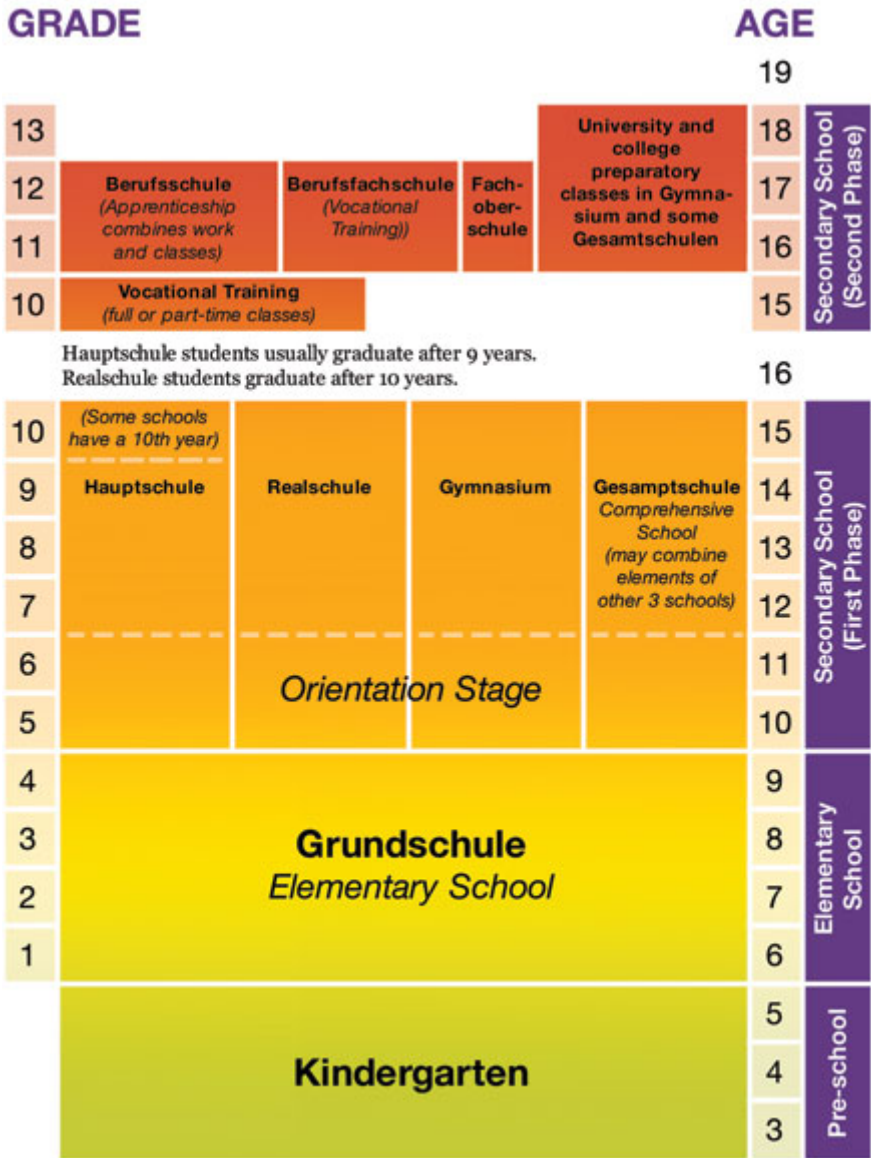 GRADE
AGE
19
13
12
11
10
Berufsschule
(Apprenticeship
combines work
and classes)
Berufsfachschule
(Vocational
Training))
Fach-
ober-
schule
University and
college
preparatory
classes in Gymna-
sium and some
Gesamtschulen
18
17
16
15
Secondary School
(Second Phase)
Vocational Training
(full or part-time classes)
Hauptschule students usually graduate after 9 years.
Realschule students graduate after 10 years.
16
10
9
8
7
6
5
(Some schools
have a 10th year)
Hauptschule
Realschule
Gymnasium
Gesamptschule
Comprehensive
School
(may combine
elements of
other 3 schools)
Orientation Stage
15
14
13
12
11
10
Secondary School
(First Phase)
4
3
2
1
Grundschule
Elementary School
9
8
7
6
Elementary
School
Kindergarten
5
4
3
Pre-school